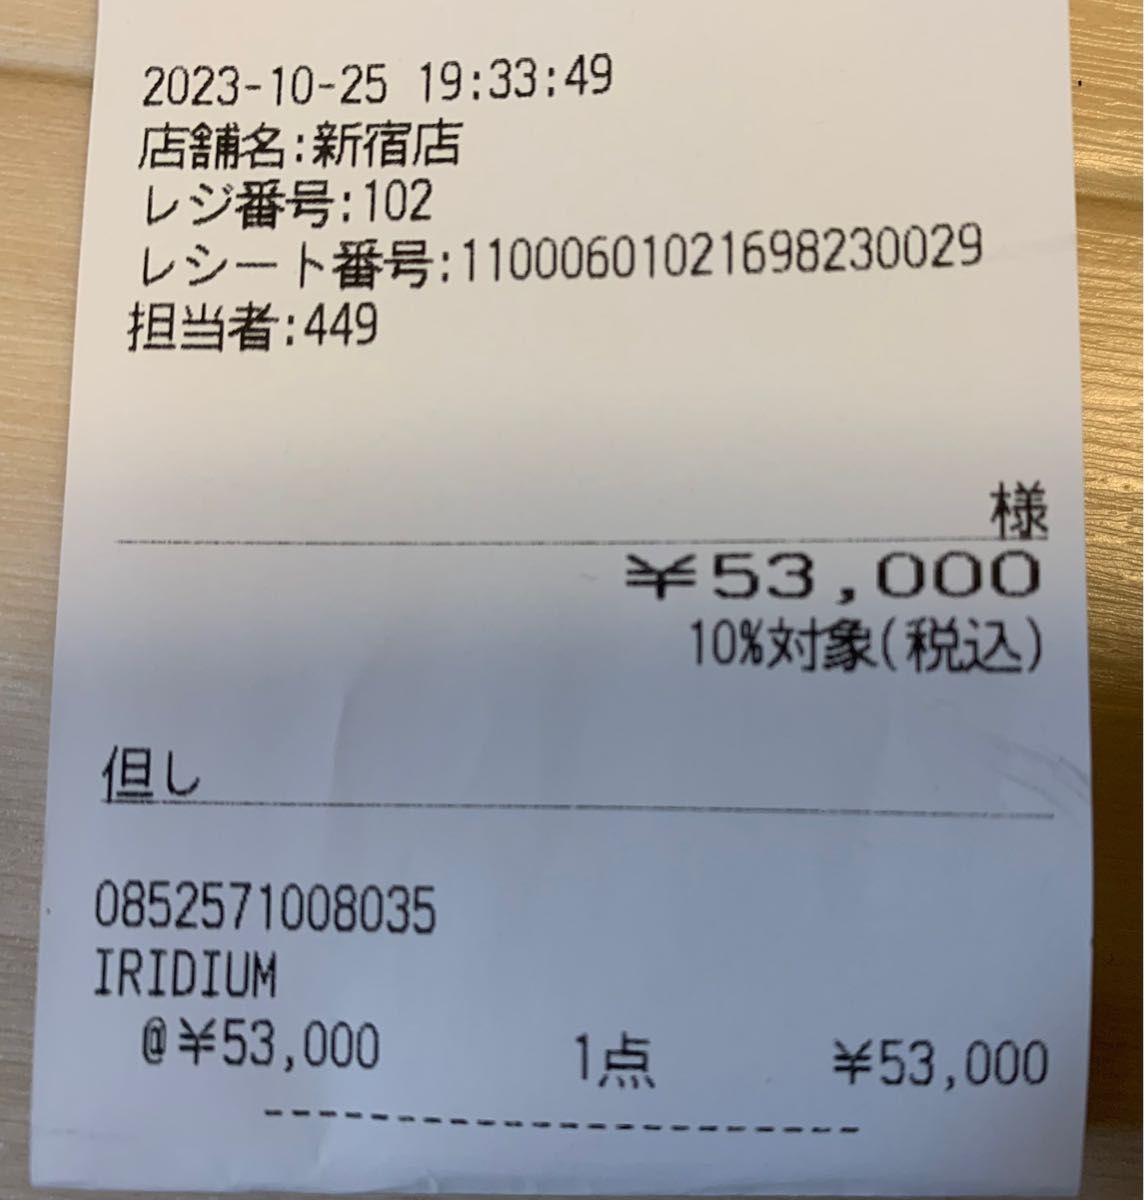 2023-10-25 19:33:49
店舗名:新宿店
レジ番号:102
レシート番号:11000601021698230029
担当者:449
様
¥53,000
10%対象(税込)
但し
0852571008035
IRIDIUM
@¥53,000 1点 ¥53,000